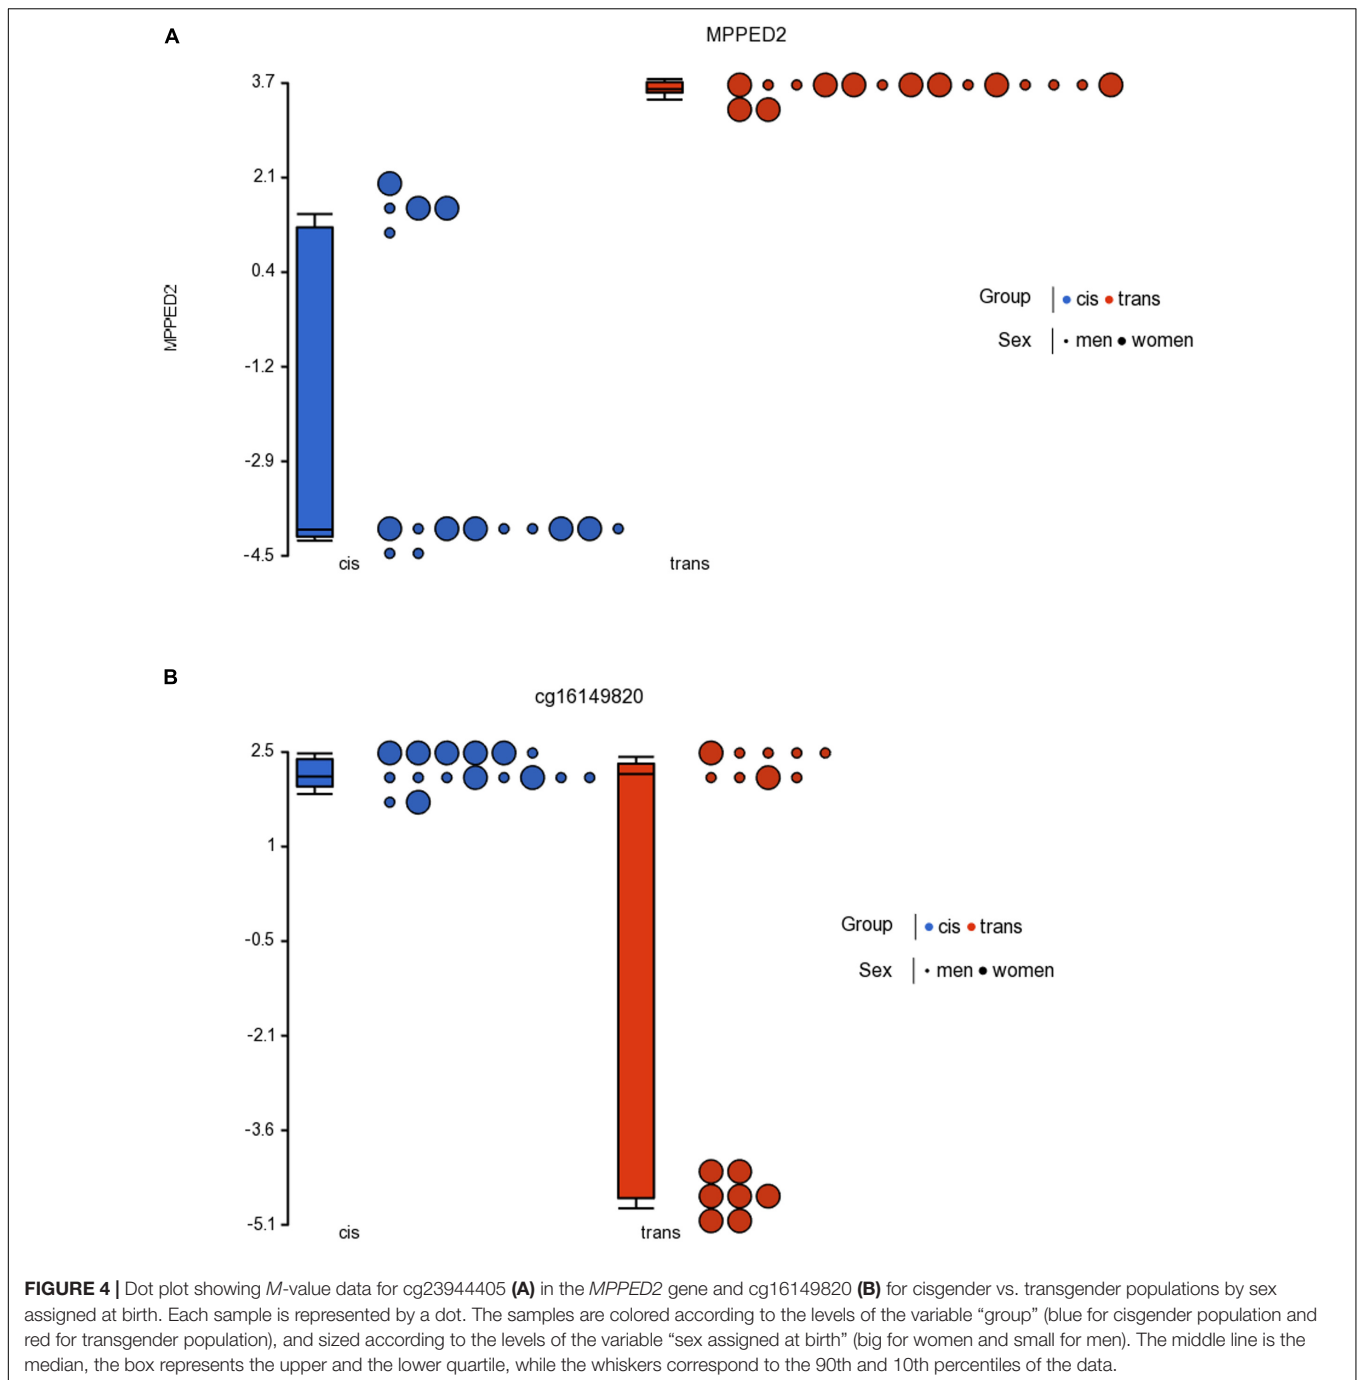 A
MPPED2
3.7
2.1
0.4
-1.2
-2.9
-4.5
MPPED2
cis
trans
Group cis trans
Sex men women
B
cg16149820
2.5
1
-0.5
-2.1
-3.6
-5.1
cis
trans
Group cis trans
Sex men women
FIGURE 4 | Dot plot showing M-value data for cg23944405 (A) in the MPPED2 gene and cg16149820 (B) for cisgender vs. transgender populations by sex
assigned at birth. Each sample is represented by a dot. The samples are colored according to the levels of the variable “group” (blue for cisgender population and
red for transgender population), and sized according to the levels of the variable “sex assigned at birth” (big for women and small for men). The middle line is the
median, the box represents the upper and the lower quartile, while the whiskers correspond to the 90th and 10th percentiles of the data.